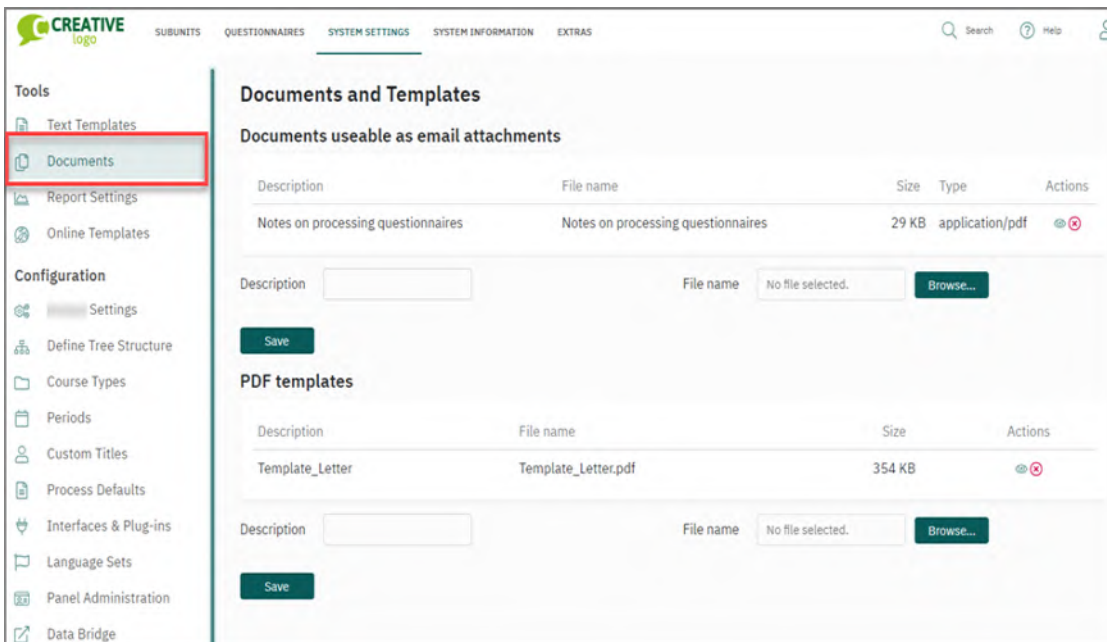 CREATIVE
logo
SUBUNITS QUESTIONNAIRES SYSTEM SETTINGS SYSTEM INFORMATION EXTRAS Search ? Help
Tools
Text Templates
Documents
Report Settings
Online Templates
Configuration
Settings
Define Tree Structure
Course Types
Periods
Custom Titles
Process Defaults
Interfaces & Plug-ins
Language Sets
Panel Administration
Data Bridge
Documents and Templates
Documents useable as email attachments
Description File name Size Type Actions
Notes on processing questionnaires Notes on processing questionnaires 29 KB application/pdf
Description File name No file selected. Browse...
Save
PDF templates
Description File name Size Actions
Template_Letter Template_Letter.pdf 354 KB
Description File name No file selected. Browse...
Save